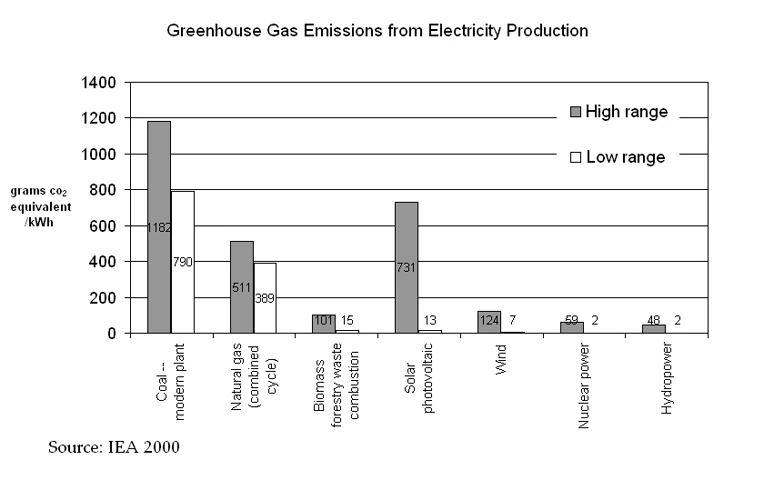 Greenhouse Gas Emissions from Electricity Production
1400
1200
1000
800
600
400
200
0
grams co₂
equivalent
/kWh
High range
Low range
1182
790
511
389
101
15
731
13
124
7
59
2
48
2
Coal --
modern plant
Natural gas
(combined
cycle)
Biomass
forestry waste
combustion
Solar
photovoltaic
Wind
Nuclear power
Hydropower
Source: IEA 2000